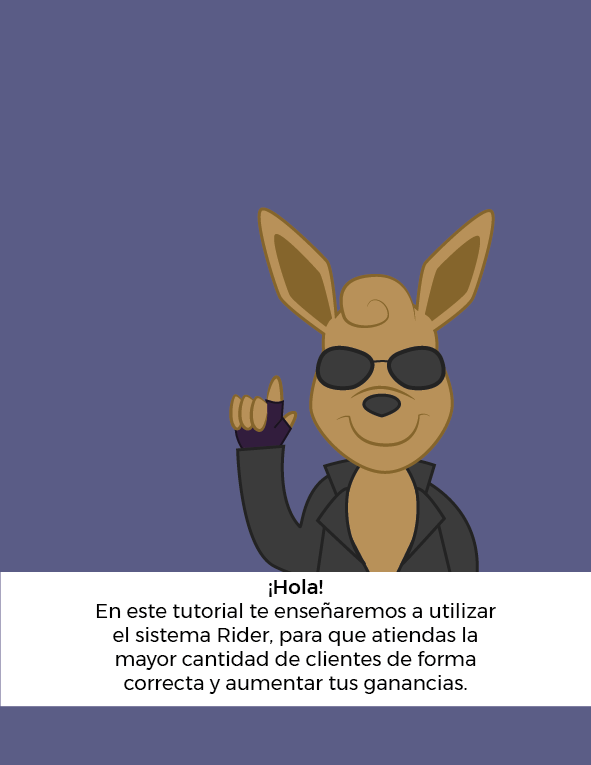 ¡Hola!
En este tutorial te enseñaremos a utilizar
el sistema Rider, para que atiendas la
mayor cantidad de clientes de forma
correcta y aumentar tus ganancias.